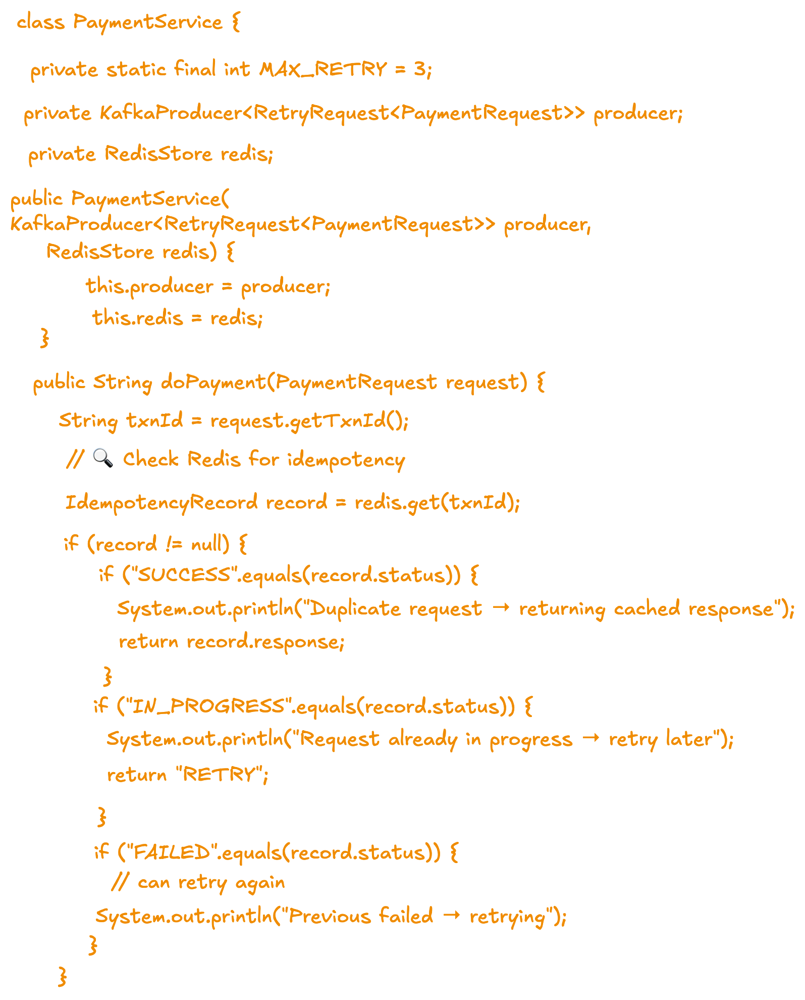 class PaymentService {
private static final int MAX_RETRY = 3;
private KafkaProducer<RetryRequest<PaymentRequest>> producer;
private RedisStore redis;
public PaymentService(
KafkaProducer<RetryRequest<PaymentRequest>> producer,
RedisStore redis) {
this.producer = producer;
this.redis = redis;
}
public String doPayment(PaymentRequest request) {
String txnId = request.getTxnId();
// 🔍 Check Redis for idempotency
IdempotencyRecord record = redis.get(txnId);
if (record != null) {
if ("SUCCESS".equals(record.status)) {
System.out.println("Duplicate request → returning cached response");
return record.response;
}
if ("IN_PROGRESS".equals(record.status)) {
System.out.println("Request already in progress → retry later");
return "RETRY";
}
if ("FAILED".equals(record.status)) {
// can retry again
System.out.println("Previous failed → retrying");
}
}